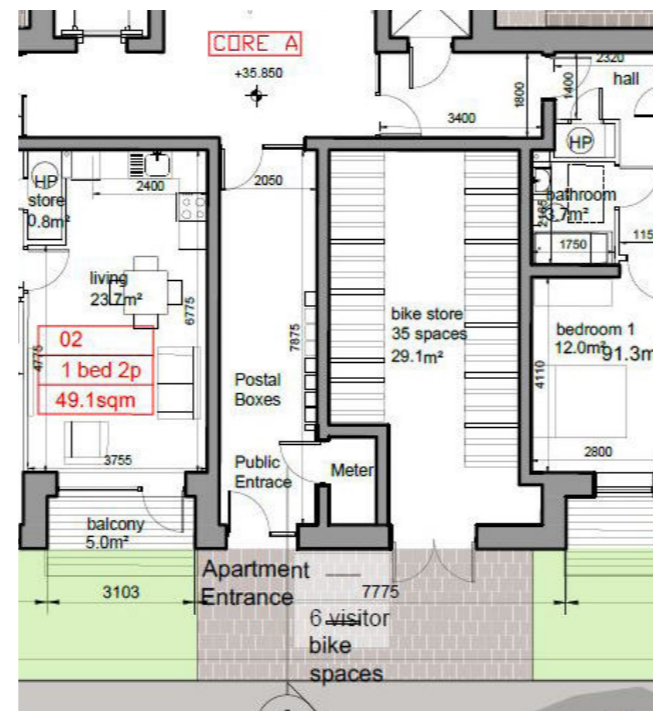 CORE A
+35.850
2320
hall
1400
1800
3400
HP
HP
store
0.8m²
2400
2050
bathroom
3.7m²
2165
1750
115
living
23.7m²
6775
4775
02
1 bed 2p
49.1sqm
3755
7875
Postal
Boxes
Public
Entrace
Meter
bike store
35 spaces
29.1m²
bedroom 1
12.0m²
91.3m
4110
2800
balcony
5.0m²
3103
Apartment
Entrance
7775
6 visitor
bike
spaces